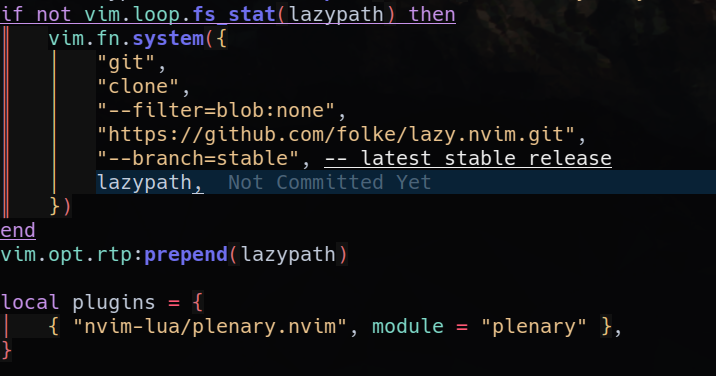 if not vim.loop.fs_stat(lazypath) then
vim.fn.system({
"git",
"clone",
"--filter=blob:none",
"https://github.com/folke/lazy.nvim.git",
"--branch=stable", -- latest stable release
lazypath, Not Committed Yet
})
end
vim.opt.rtp:prepend(lazypath)
local plugins = {
{ "nvim-lua/plenary.nvim", module = "plenary" },
}